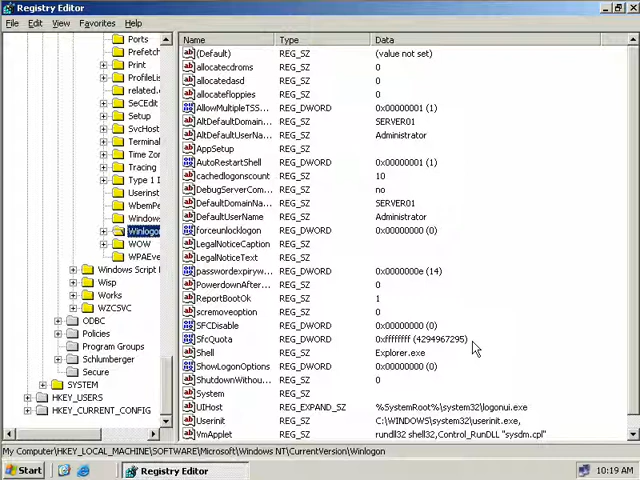 Registry Editor
File Edit View Favorites Help
Ports
Prefetch
Print
ProfileLis
related.
SeCEdit
Setup
SvcHost
Terminal
Time Zor
Tracing
Type 1 I
Userinst
WbemPe
Windows
Winlogon
WOW
WPAEve
Windows Script
Wisp
Works
WZCSVC
ODBC
Policies
Program Groups
Schlumberger
Secure
SYSTEM
HKEY_USERS
HKEY_CURRENT_CONFIG
Name Type Data
(Default) REG_SZ (value not set)
allocatecdroms REG_SZ 0
allocatedasd REG_SZ 0
allocatefloppies REG_SZ 0
AllowMultipleTSS... REG_DWORD 0x00000001 (1)
AltDefaultDomain... REG_SZ SERVER01
AltDefaultUserNa... REG_SZ Administrator
AppSetup REG_SZ
AutoRestartShell REG_DWORD 0x00000001 (1)
cachedlogonscount REG_SZ 10
DebugServerCom... REG_SZ no
DefaultDomainNa... REG_SZ SERVER01
DefaultUserName REG_SZ Administrator
forceunlocklogon REG_DWORD 0x00000000 (0)
LegalNoticeCaption REG_SZ
LegalNoticeText REG_SZ
passwordexpiryw... REG_DWORD 0x0000000e (14)
PowerdownAfter... REG_SZ 0
ReportBootOk REG_SZ 1
scremoveoption REG_SZ 0
SFCDisable REG_DWORD 0x00000000 (0)
SfcQuota REG_DWORD 0xffffffff (4294967295)
Shell REG_SZ Explorer.exe
ShowLogonOptions REG_DWORD 0x00000000 (0)
ShutdownWithou... REG_SZ 0
System REG_SZ
UIHost REG_EXPAND_SZ %SystemRoot%\system32\logonui.exe
Userinit REG_SZ C:\WINDOWS\system32\userinit.exe,
VmApplet REG_SZ rundll32 shell32,Control_RunDLL "sysdm.cpl"
My Computer\HKEY_LOCAL_MACHINE\SOFTWARE\Microsoft\Windows NT\CurrentVersion\Winlogon
Start Registry Editor 10:19 AM